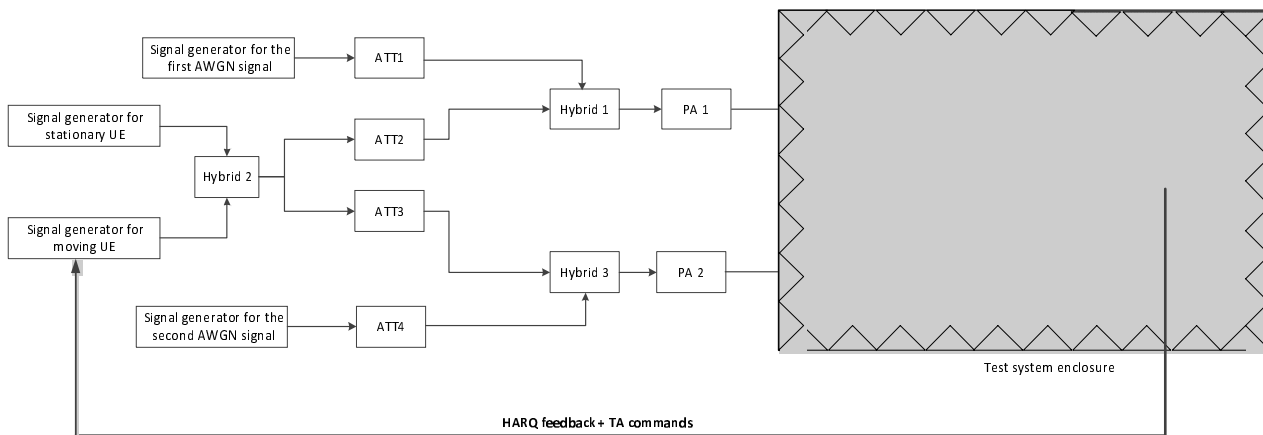 Signal generator for the
first AWGN signal
ATT1
Signal generator for
stationary UE
Hybrid 1
PA 1
ATT2
Hybrid 2
ATT3
Signal generator for
moving UE
Hybrid 3
PA 2
Signal generator for the
second AWGN signal
ATT4
Test system enclosure
HARQ feedback + TA commands